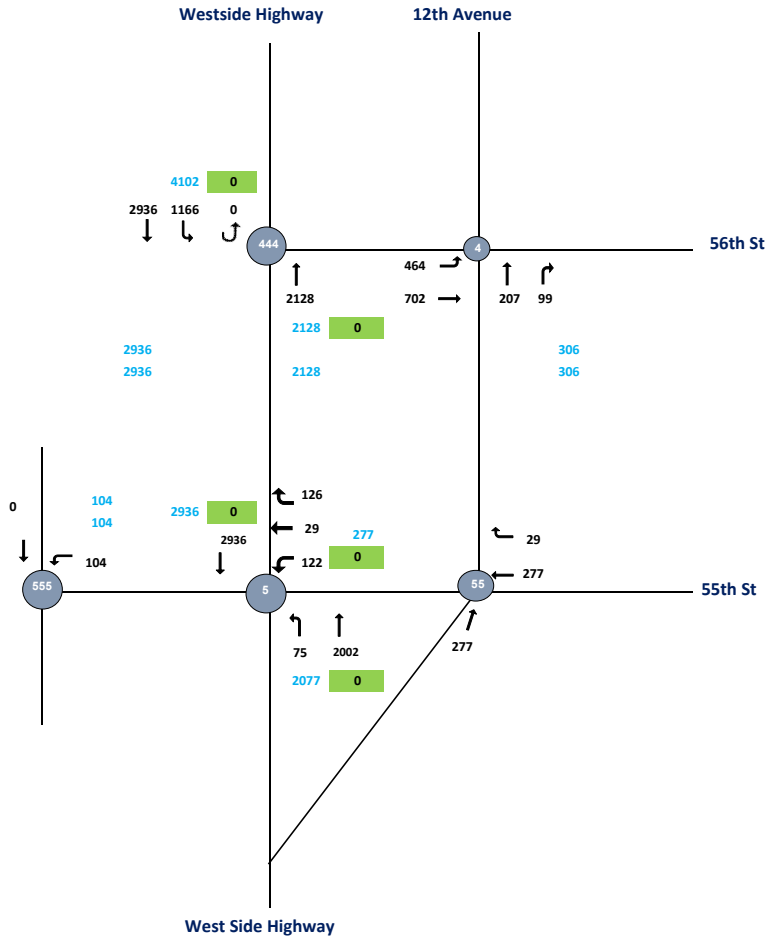 Westside Highway 12th Avenue
4102 0
2936 1166 0
444 4 56th St
464
2128 702 207 99
2128 0
2936 306
2936 2128 306
126
104 2936 0
0 104 2936 29 277 29
104 122 0 277
555 5 55 55th St
75 2002 277
2077 0
West Side Highway